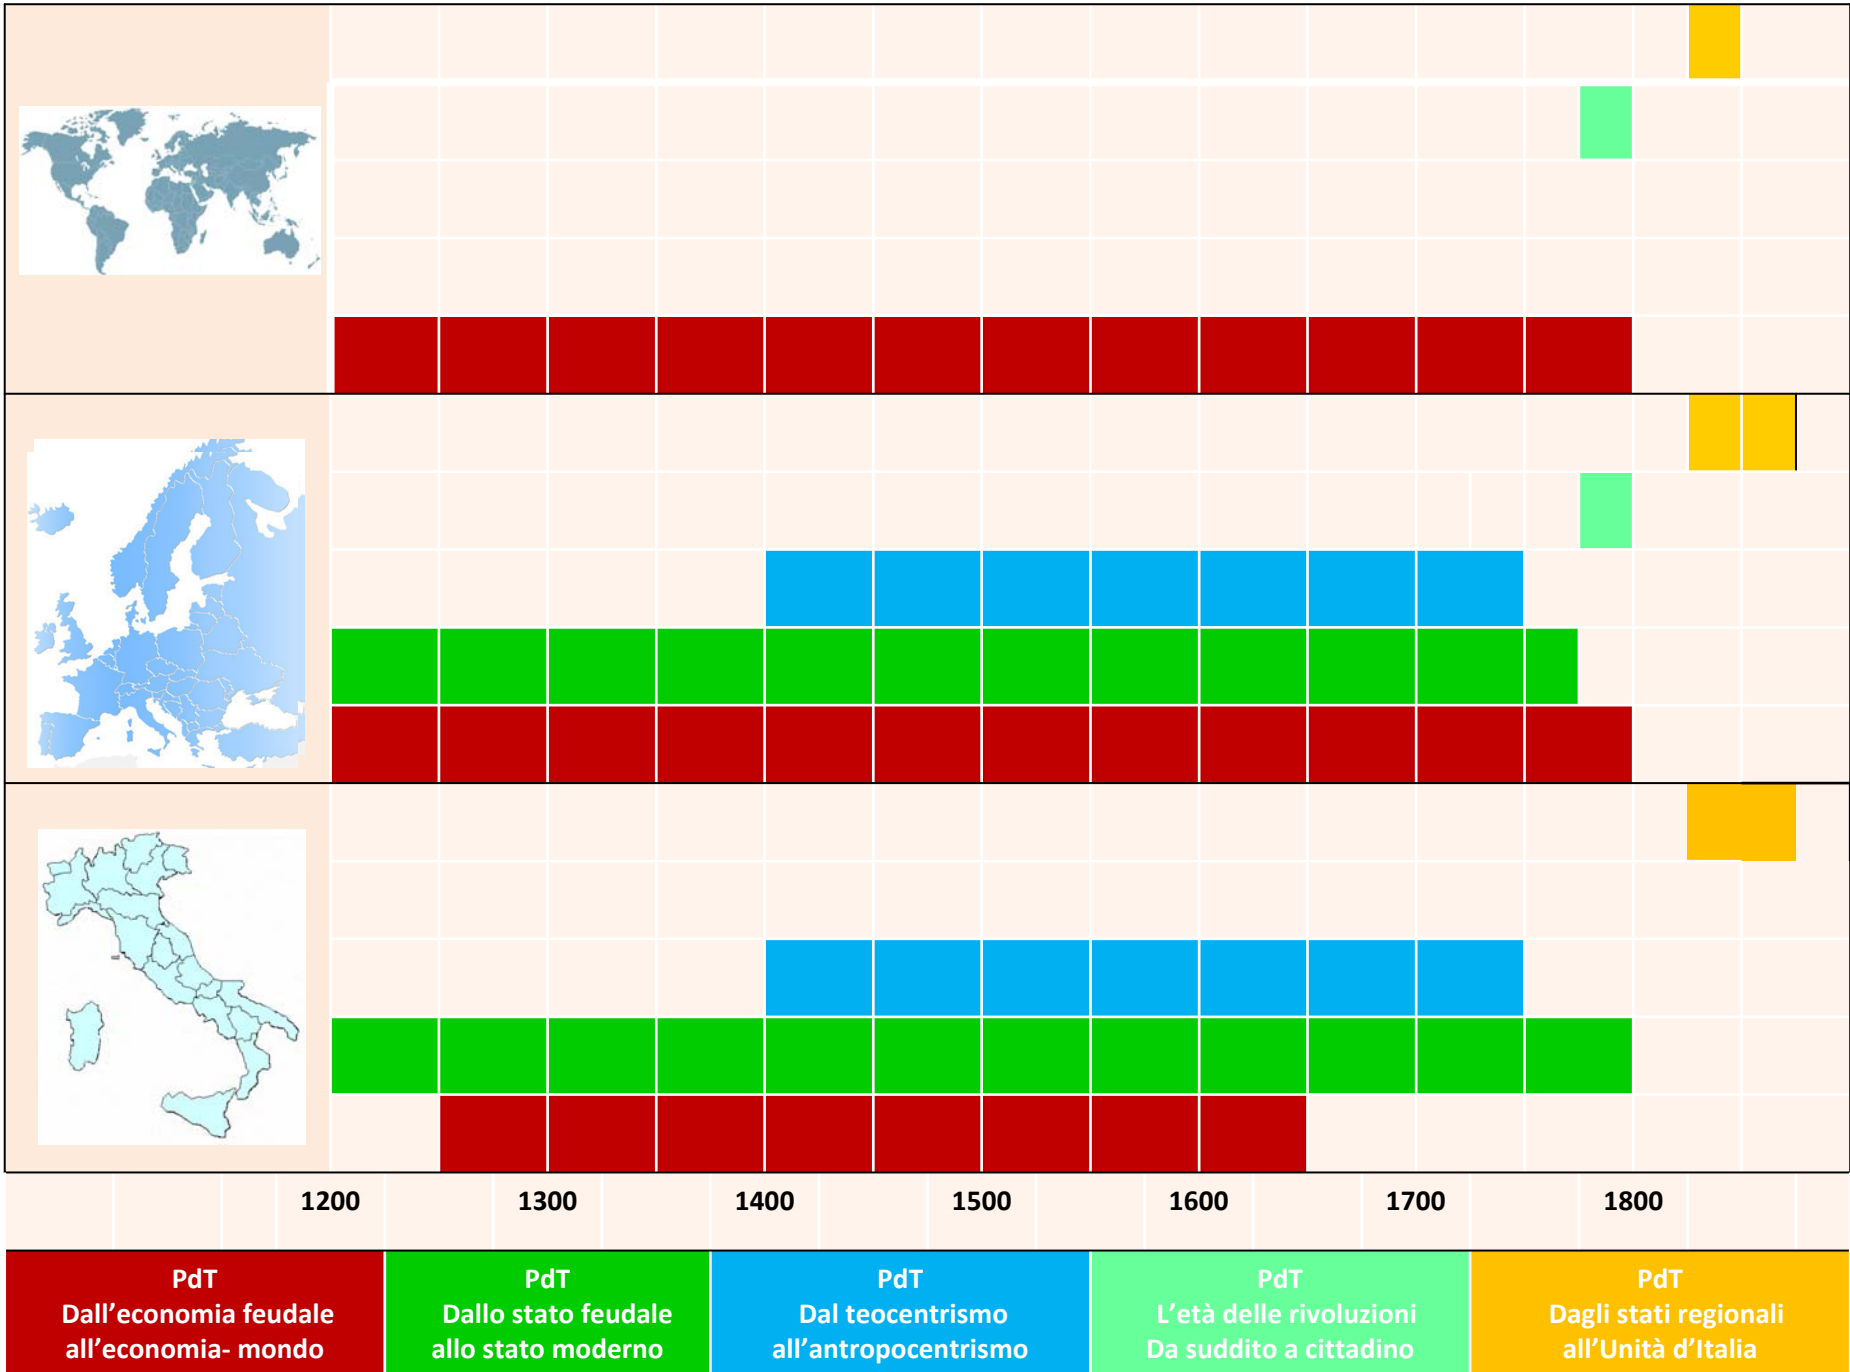 1200 1300 1400 1500 1600 1700 1800
PdT
Dall'economia feudale
all'economia- mondo
PdT
Dallo stato feudale
allo stato moderno
PdT
Dal teocentrismo
all'antropocentrismo
PdT
L'età delle rivoluzioni
Da suddito a cittadino
PdT
Dagli stati regionali
all'Unità d'Italia